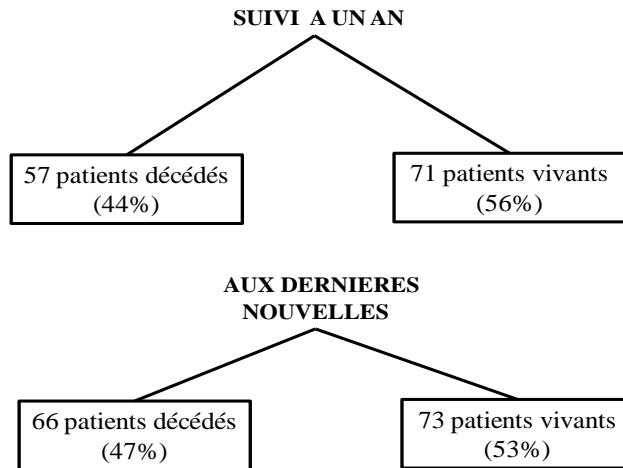 SUIVI A UN AN
57 patients décédés
(44%)
71 patients vivants
(56%)
AUX DERNIERES
NOUVELLES
66 patients décédés
(47%)
73 patients vivants
(53%)